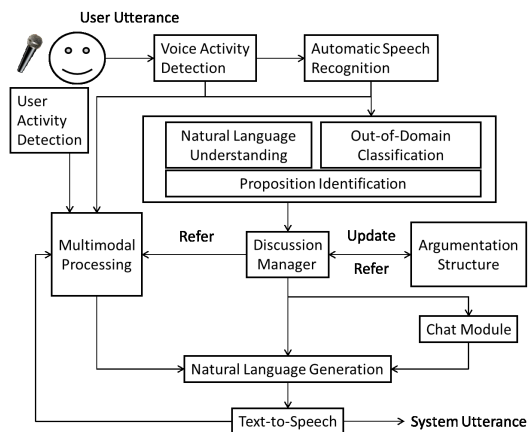 User Utterance
Voice Activity
Detection
Automatic Speech
Recognition
User
Activity
Detection
Natural Language
Understanding
Out-of-Domain
Classification
Proposition Identification
Multimodal
Processing
Refer
Discussion
Manager
Update
Refer
Argumentation
Structure
Chat Module
Natural Language Generation
Text-to-Speech
System Utterance